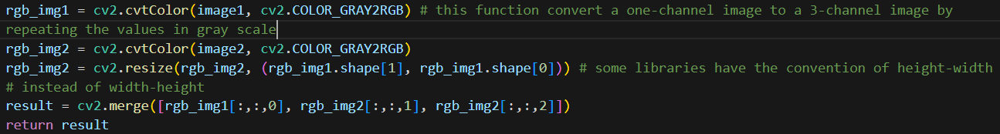 rgb_img1 = cv2.cvtColor(image1, cv2.COLOR_GRAY2RGB) # this function convert a one-channel image to a 3-channel image by
repeating the values in gray scale
rgb_img2 = cv2.cvtColor(image2, cv2.COLOR_GRAY2RGB)
rgb_img2 = cv2.resize(rgb_img2, (rgb_img1.shape[1], rgb_img1.shape[0])) # some libraries have the convention of height-width
# instead of width-height
result = cv2.merge([rgb_img1[:,:,0], rgb_img2[:,:,1], rgb_img2[:,:,2]])
return result